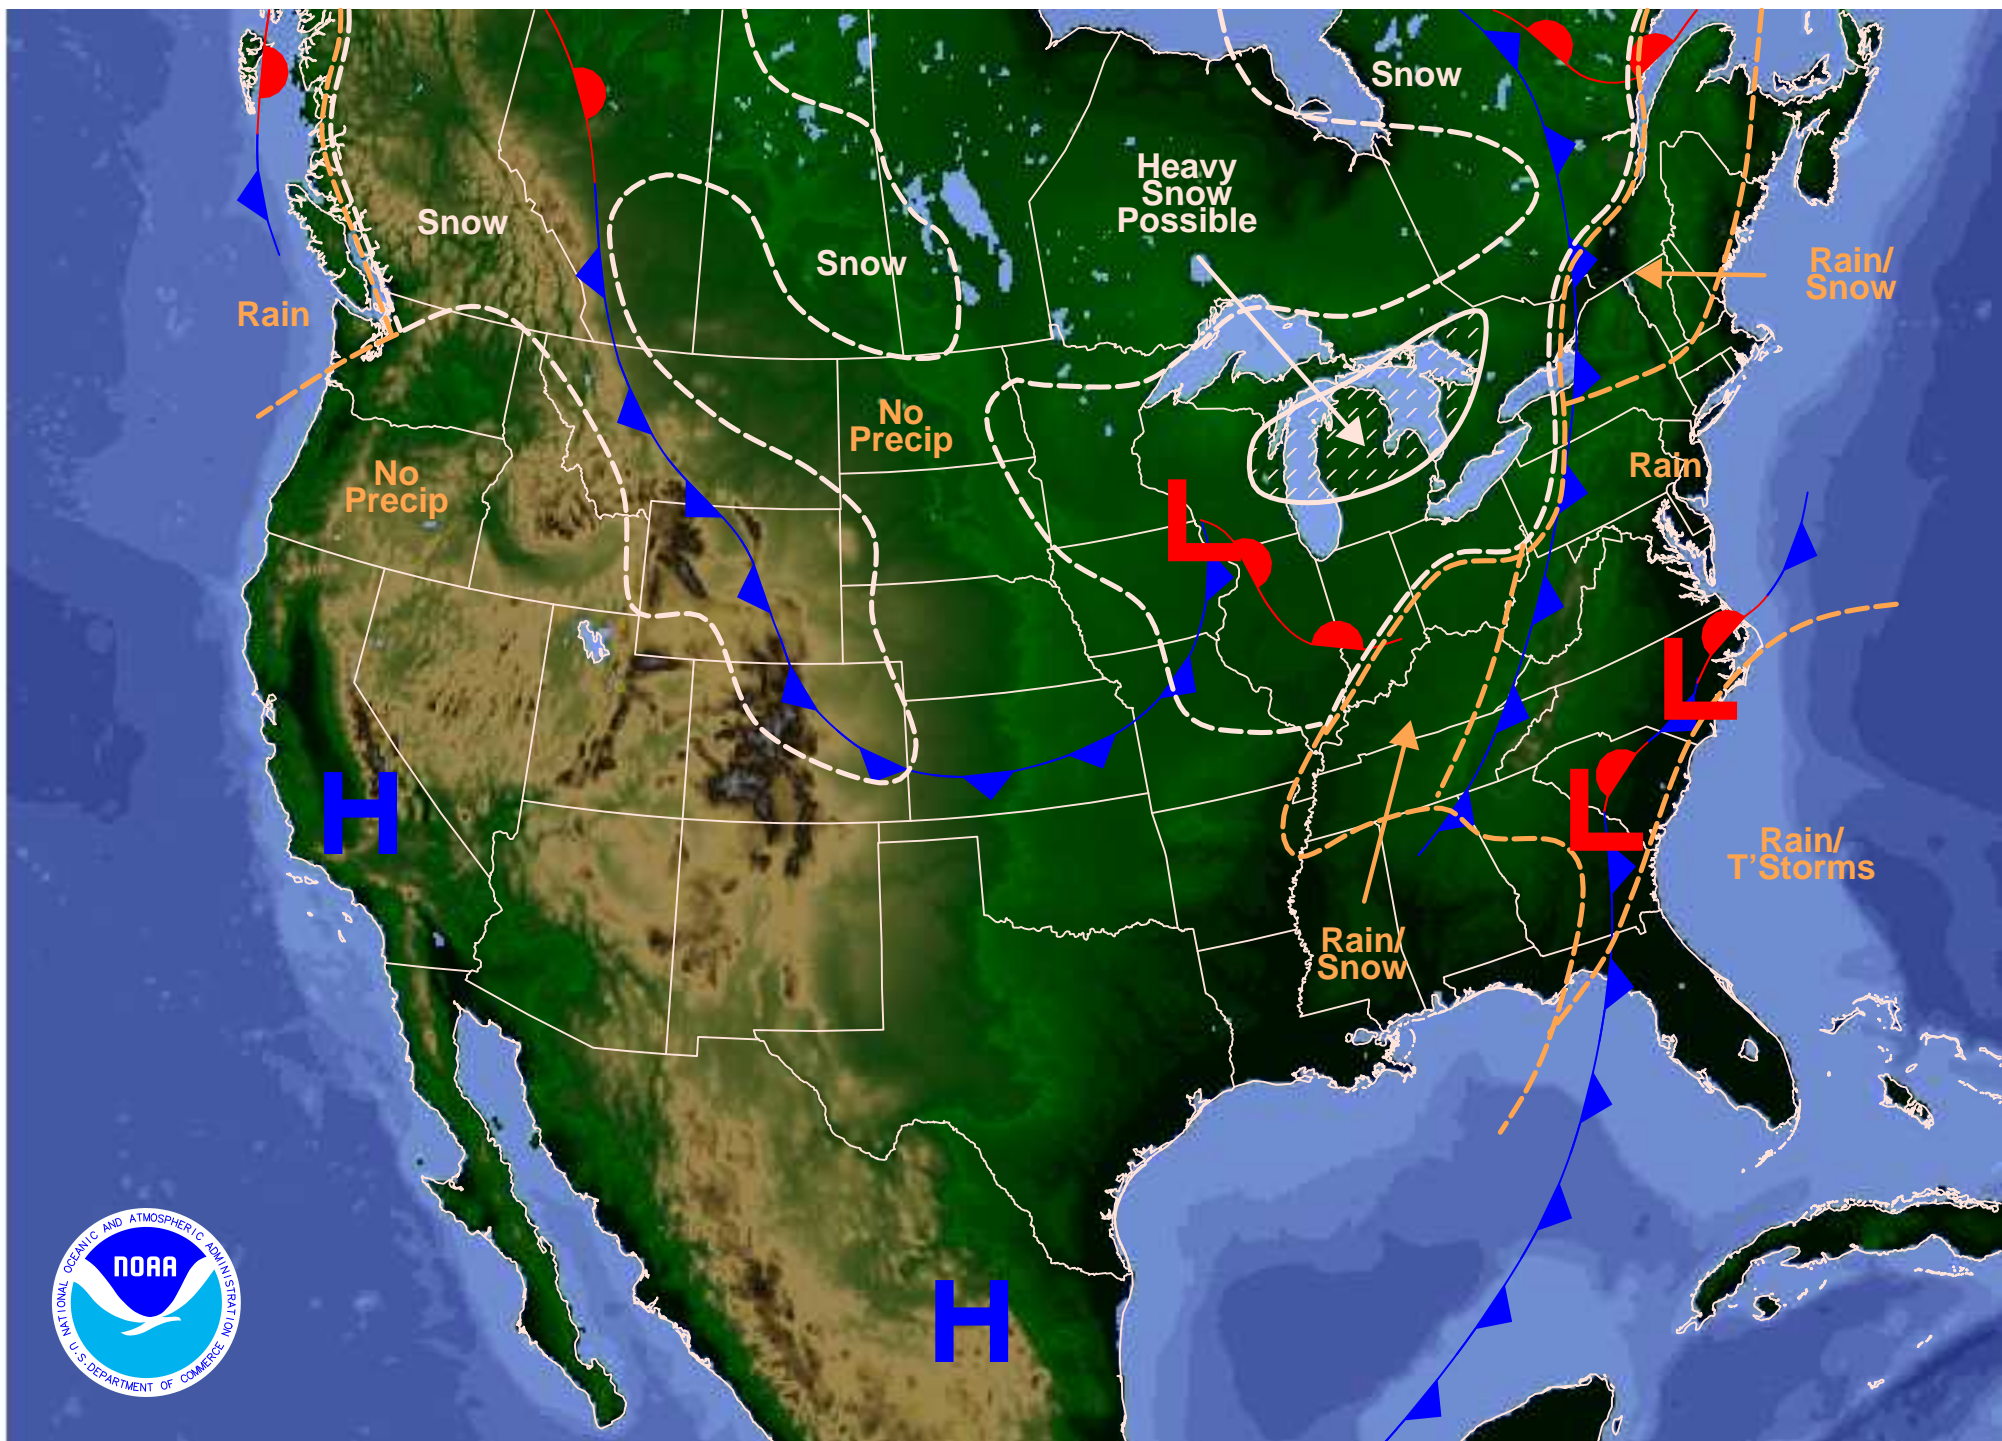 Snow
Heavy
Snow
Possible
Snow
Snow
Rain/
Snow
Rain
No
Precip
No
Precip
Rain
L
L
H
L
Rain/
T'Storms
Rain/
Snow
H
NATIONAL OCEANIC AND ATMOSPHERIC ADMINISTRATION
NOAA
U.S. DEPARTMENT OF COMMERCE